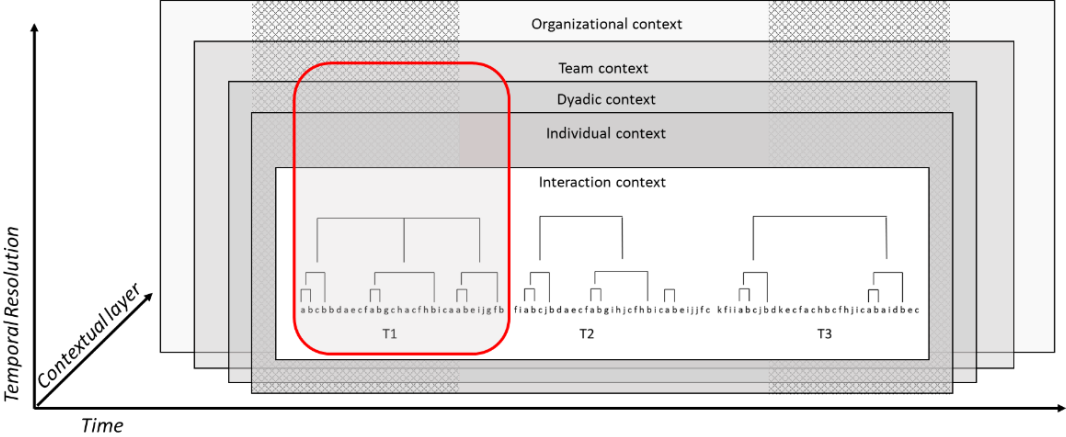 Organizational context
Team context
Dyadic context
Individual context
Interaction context
Temporal Resolution
Contextual layer
a b c b b d a e c f a b g c h a c f h b i c a a b e i j g f b
f i a b c j b d a e c f a b g i h j c f h b i c a b e i j j f c
k f i i a b c j b d k e c f a c h b c f h j i c a b a i d b e c
T1
T2
T3
Time